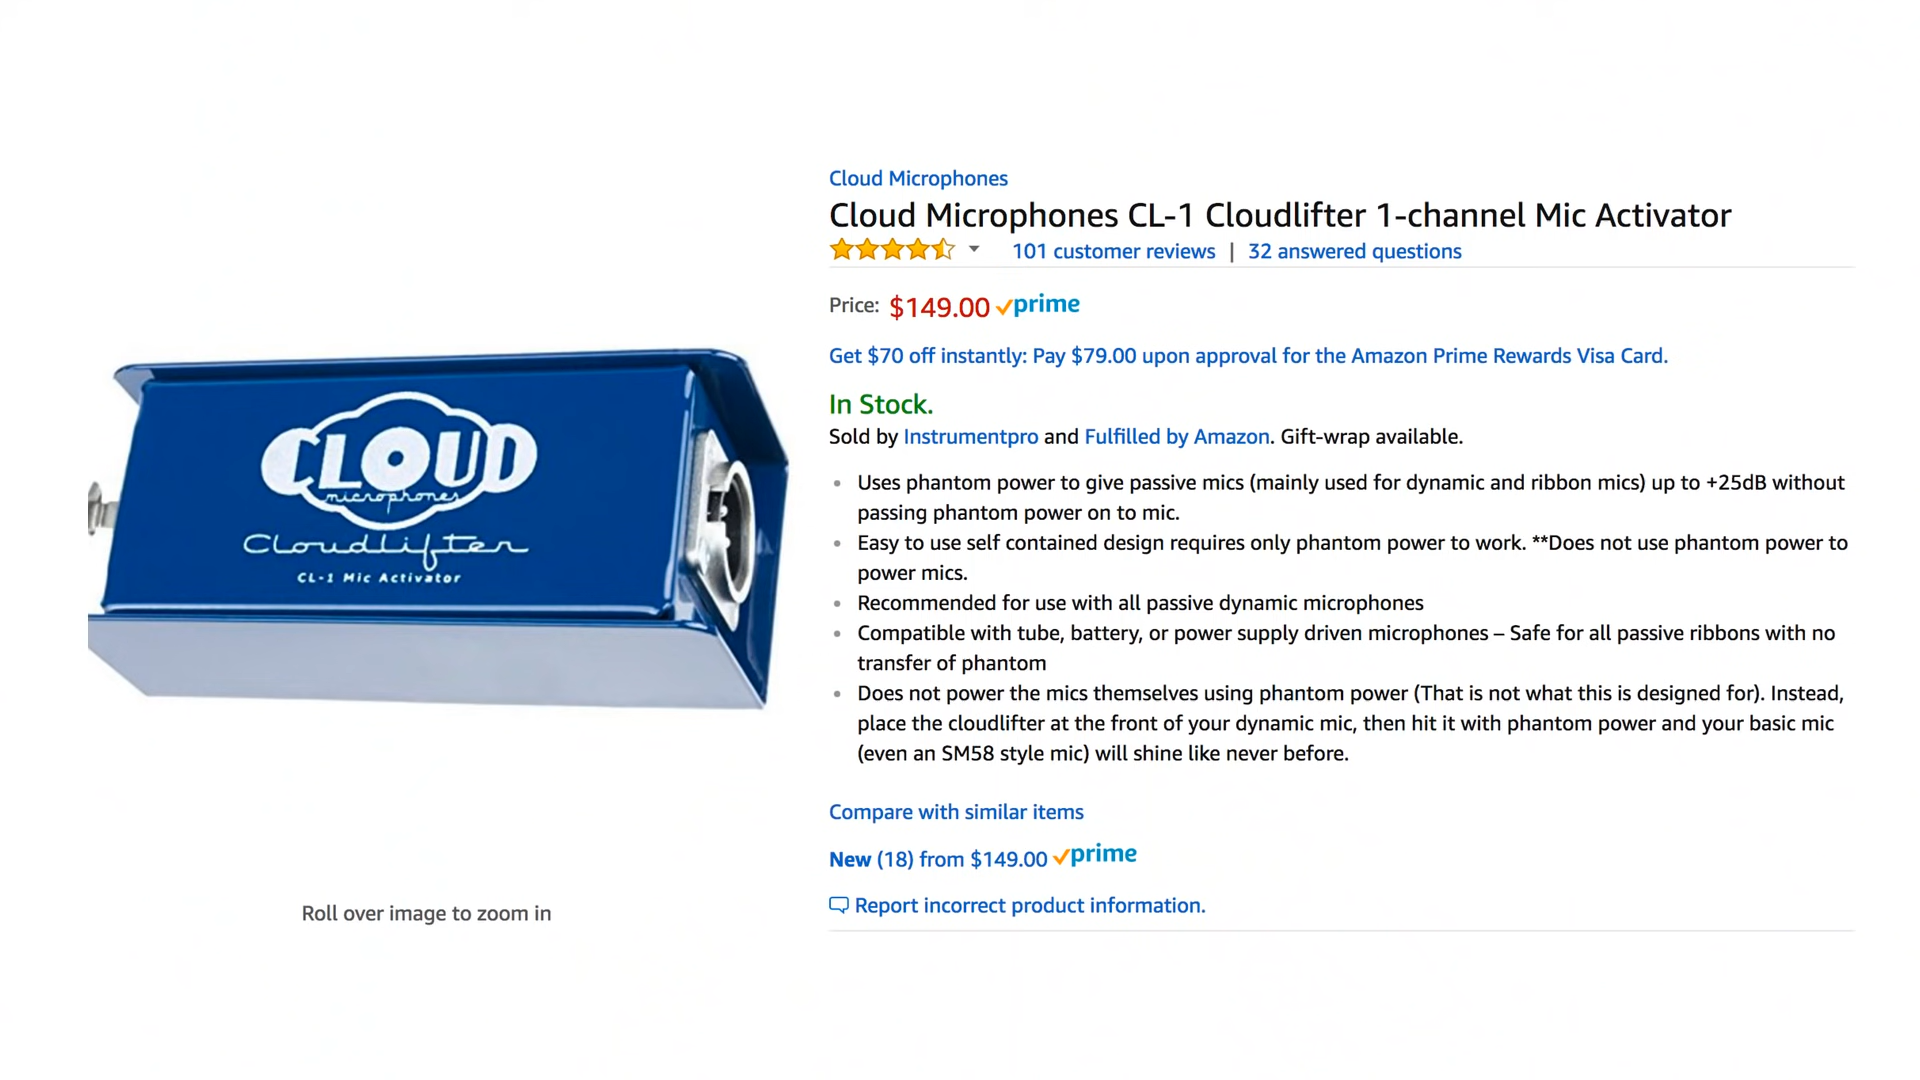 Cloud Microphones
Cloud Microphones CL-1 Cloudlifter 1-channel Mic Activator
101 customer reviews | 32 answered questions
Price: $149.00 prime
Get $70 off instantly: Pay $79.00 upon approval for the Amazon Prime Rewards Visa Card.
In Stock.
Sold by Instrumentpro and Fulfilled by Amazon. Gift-wrap available.
• Uses phantom power to give passive mics (mainly used for dynamic and ribbon mics) up to +25dB without
passing phantom power on to mic.
• Easy to use self contained design requires only phantom power to work. **Does not use phantom power to
power mics.
• Recommended for use with all passive dynamic microphones
• Compatible with tube, battery, or power supply driven microphones – Safe for all passive ribbons with no
transfer of phantom
• Does not power the mics themselves using phantom power (That is not what this is designed for). Instead,
place the cloudlifter at the front of your dynamic mic, then hit it with phantom power and your basic mic
(even an SM58 style mic) will shine like never before.
Compare with similar items
New (18) from $149.00 prime
Report incorrect product information.
CLOUD
microphones
Cloudlifter
CL-1 Mic Activator
Roll over image to zoom in